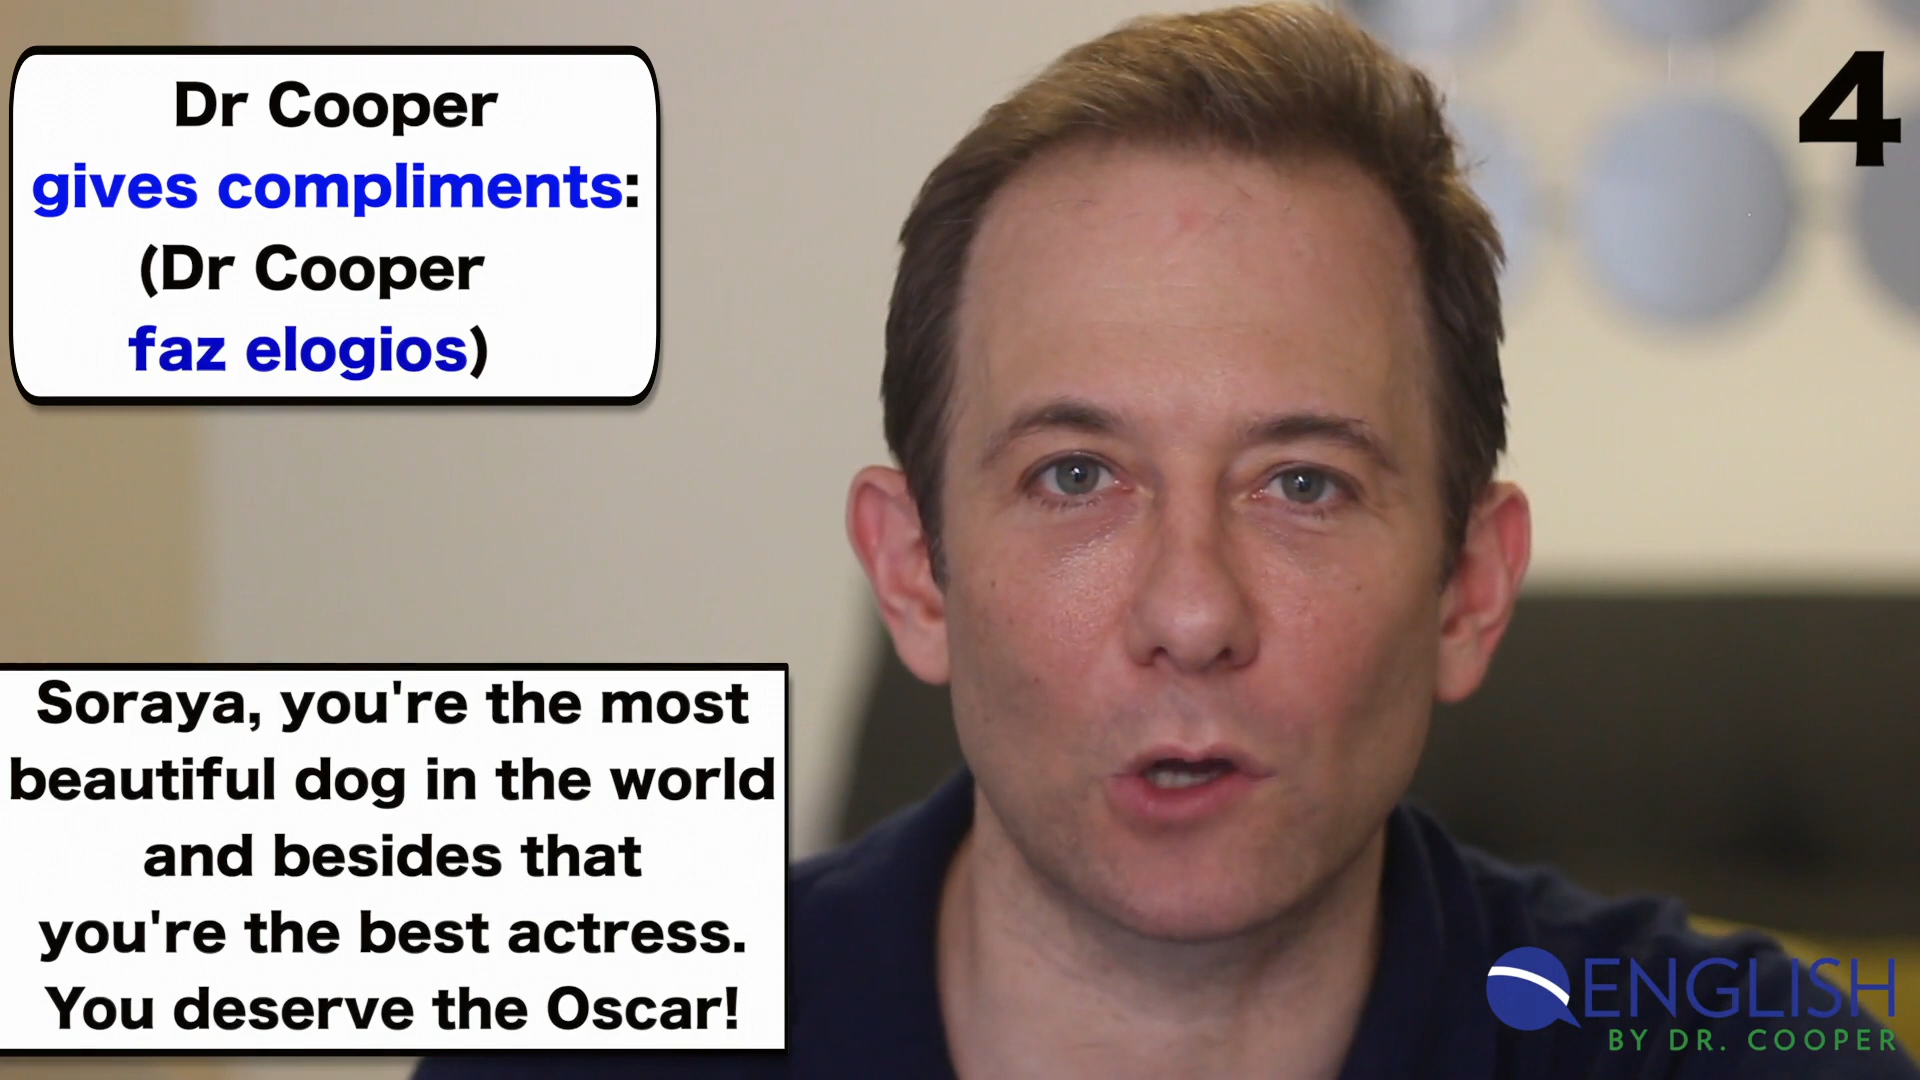 Dr Cooper
gives compliments:
(Dr Cooper
faz elogios)
4
Soraya, you're the most
beautiful dog in the world
and besides that
you're the best actress.
You deserve the Oscar!
ENGLISH
BY DR. COOPER